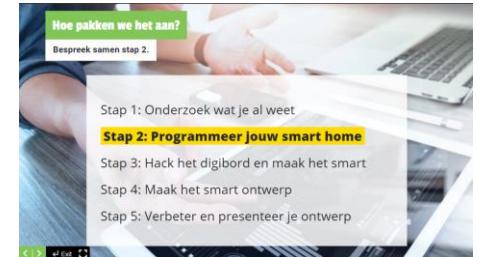 Hoe pakken we het aan?
Bespreek samen stap 2.
Stap 1: Onderzoek wat je al weet
Stap 2: Programmeer jouw smart home
Stap 3: Hack het digibord en maak het smart
Stap 4: Maak het smart ontwerp
Stap 5: Verbeter en presenteer je ontwerp
Exit